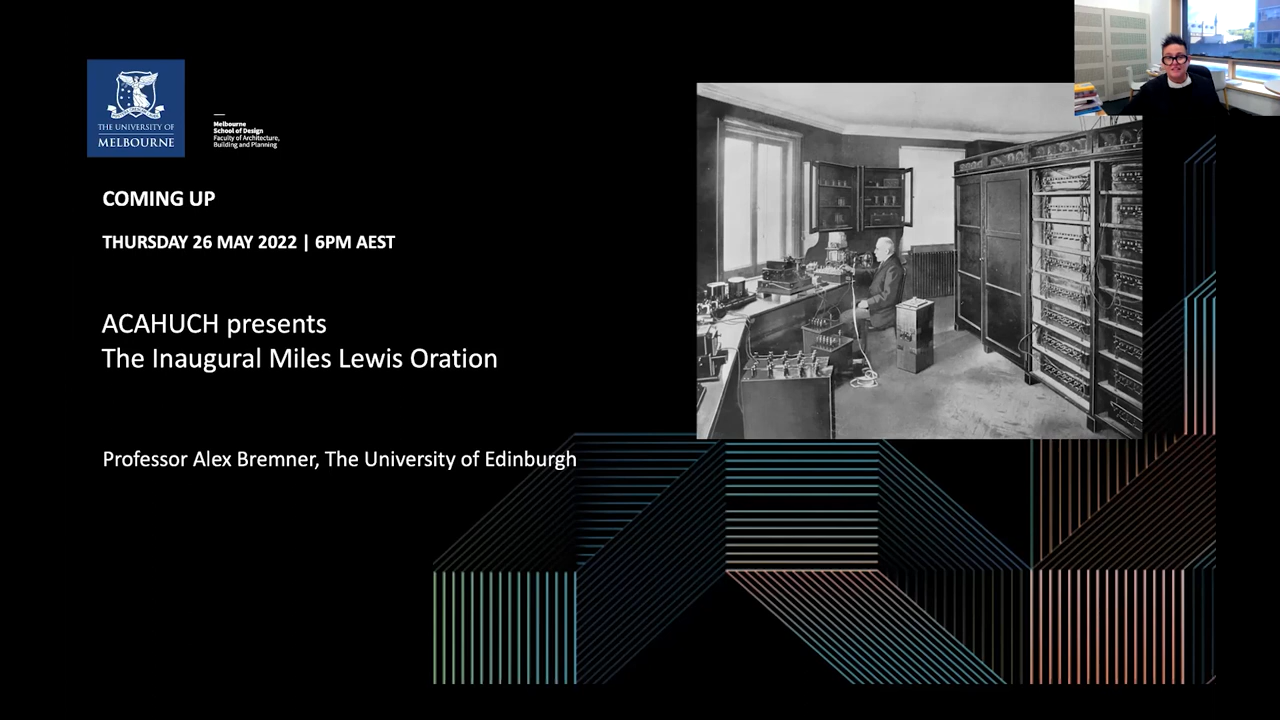 THE UNIVERSITY OF
MELBOURNE
Melbourne
School of Design
Faculty of Architecture,
Building and Planning
COMING UP
THURSDAY 26 MAY 2022 | 6PM AEST
ACAHUCH presents
The Inaugural Miles Lewis Oration
Professor Alex Bremner, The University of Edinburgh